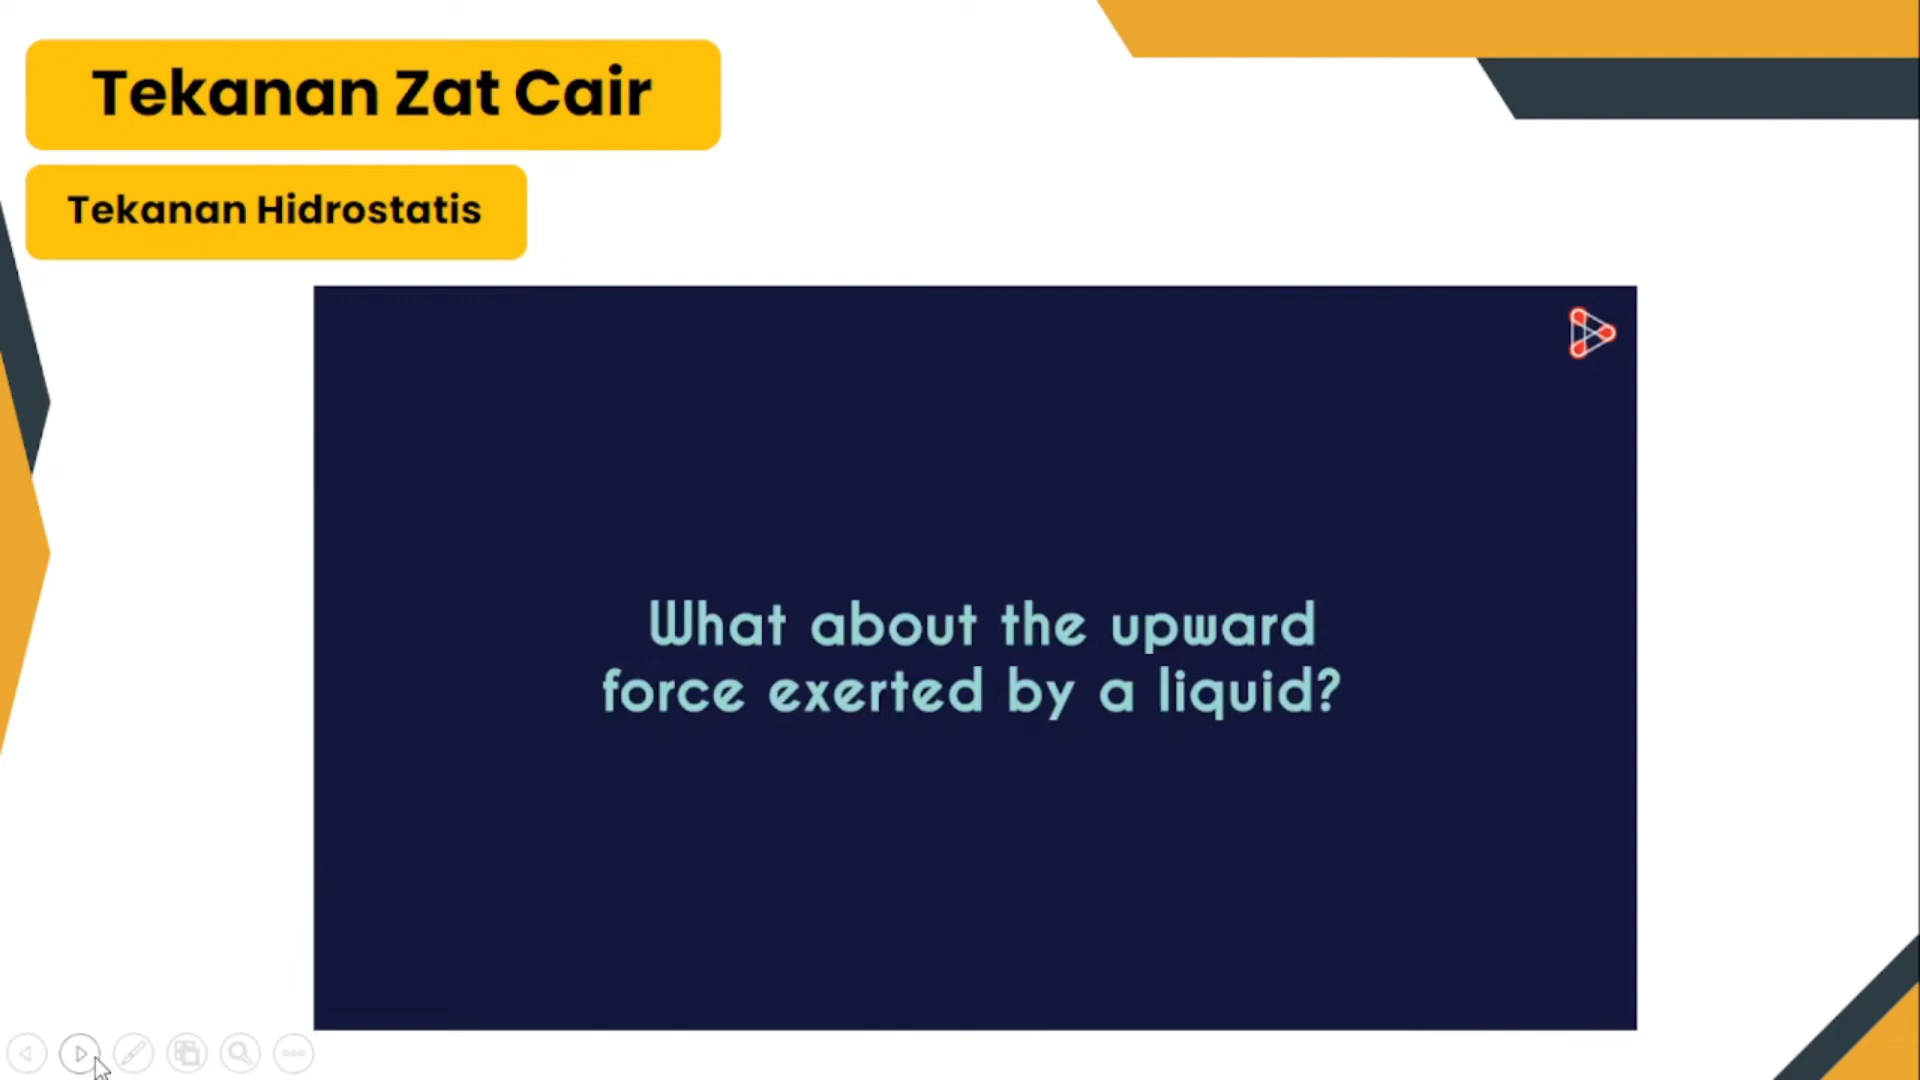 Tekanan Zat Cair
Tekanan Hidrostatis
What about the upward
force exerted by a liquid?